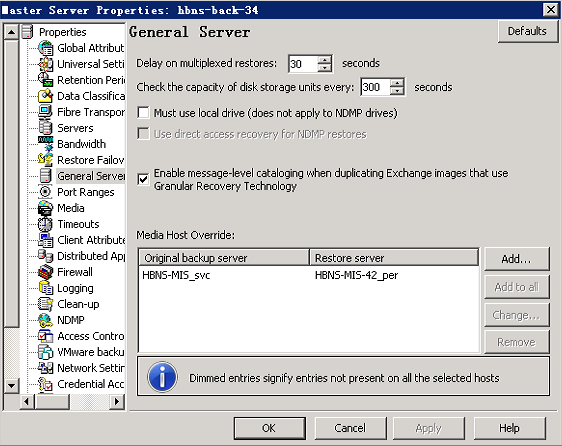 Master Server Properties: hbns-back-34
Properties
Global Attribut
Universal Setti
Retention Peri
Data Classifica
Fibre Transpor
Servers
Bandwidth
Restore Failov
General Server
Port Ranges
Media
Timeouts
Client Attribute
Distributed App
Firewall
Logging
Clean-up
NDMP
Access Contro
VMware backu
Network Settin
Credential Acc
General Server
Defaults
Delay on multiplexed restores: 30 seconds
Check the capacity of disk storage units every: 300 seconds
Must use local drive (does not apply to NDMP drives)
Use direct access recovery for NDMP restores
Enable message-level cataloging when duplicating Exchange images that use
Granular Recovery Technology
Media Host Override:
Original backup server Restore server
HBNS-MIS_svc HBNS-MIS-42_per
Add...
Add to all
Change...
Remove
Dimmed entries signify entries not present on all the selected hosts
OK Cancel Apply Help